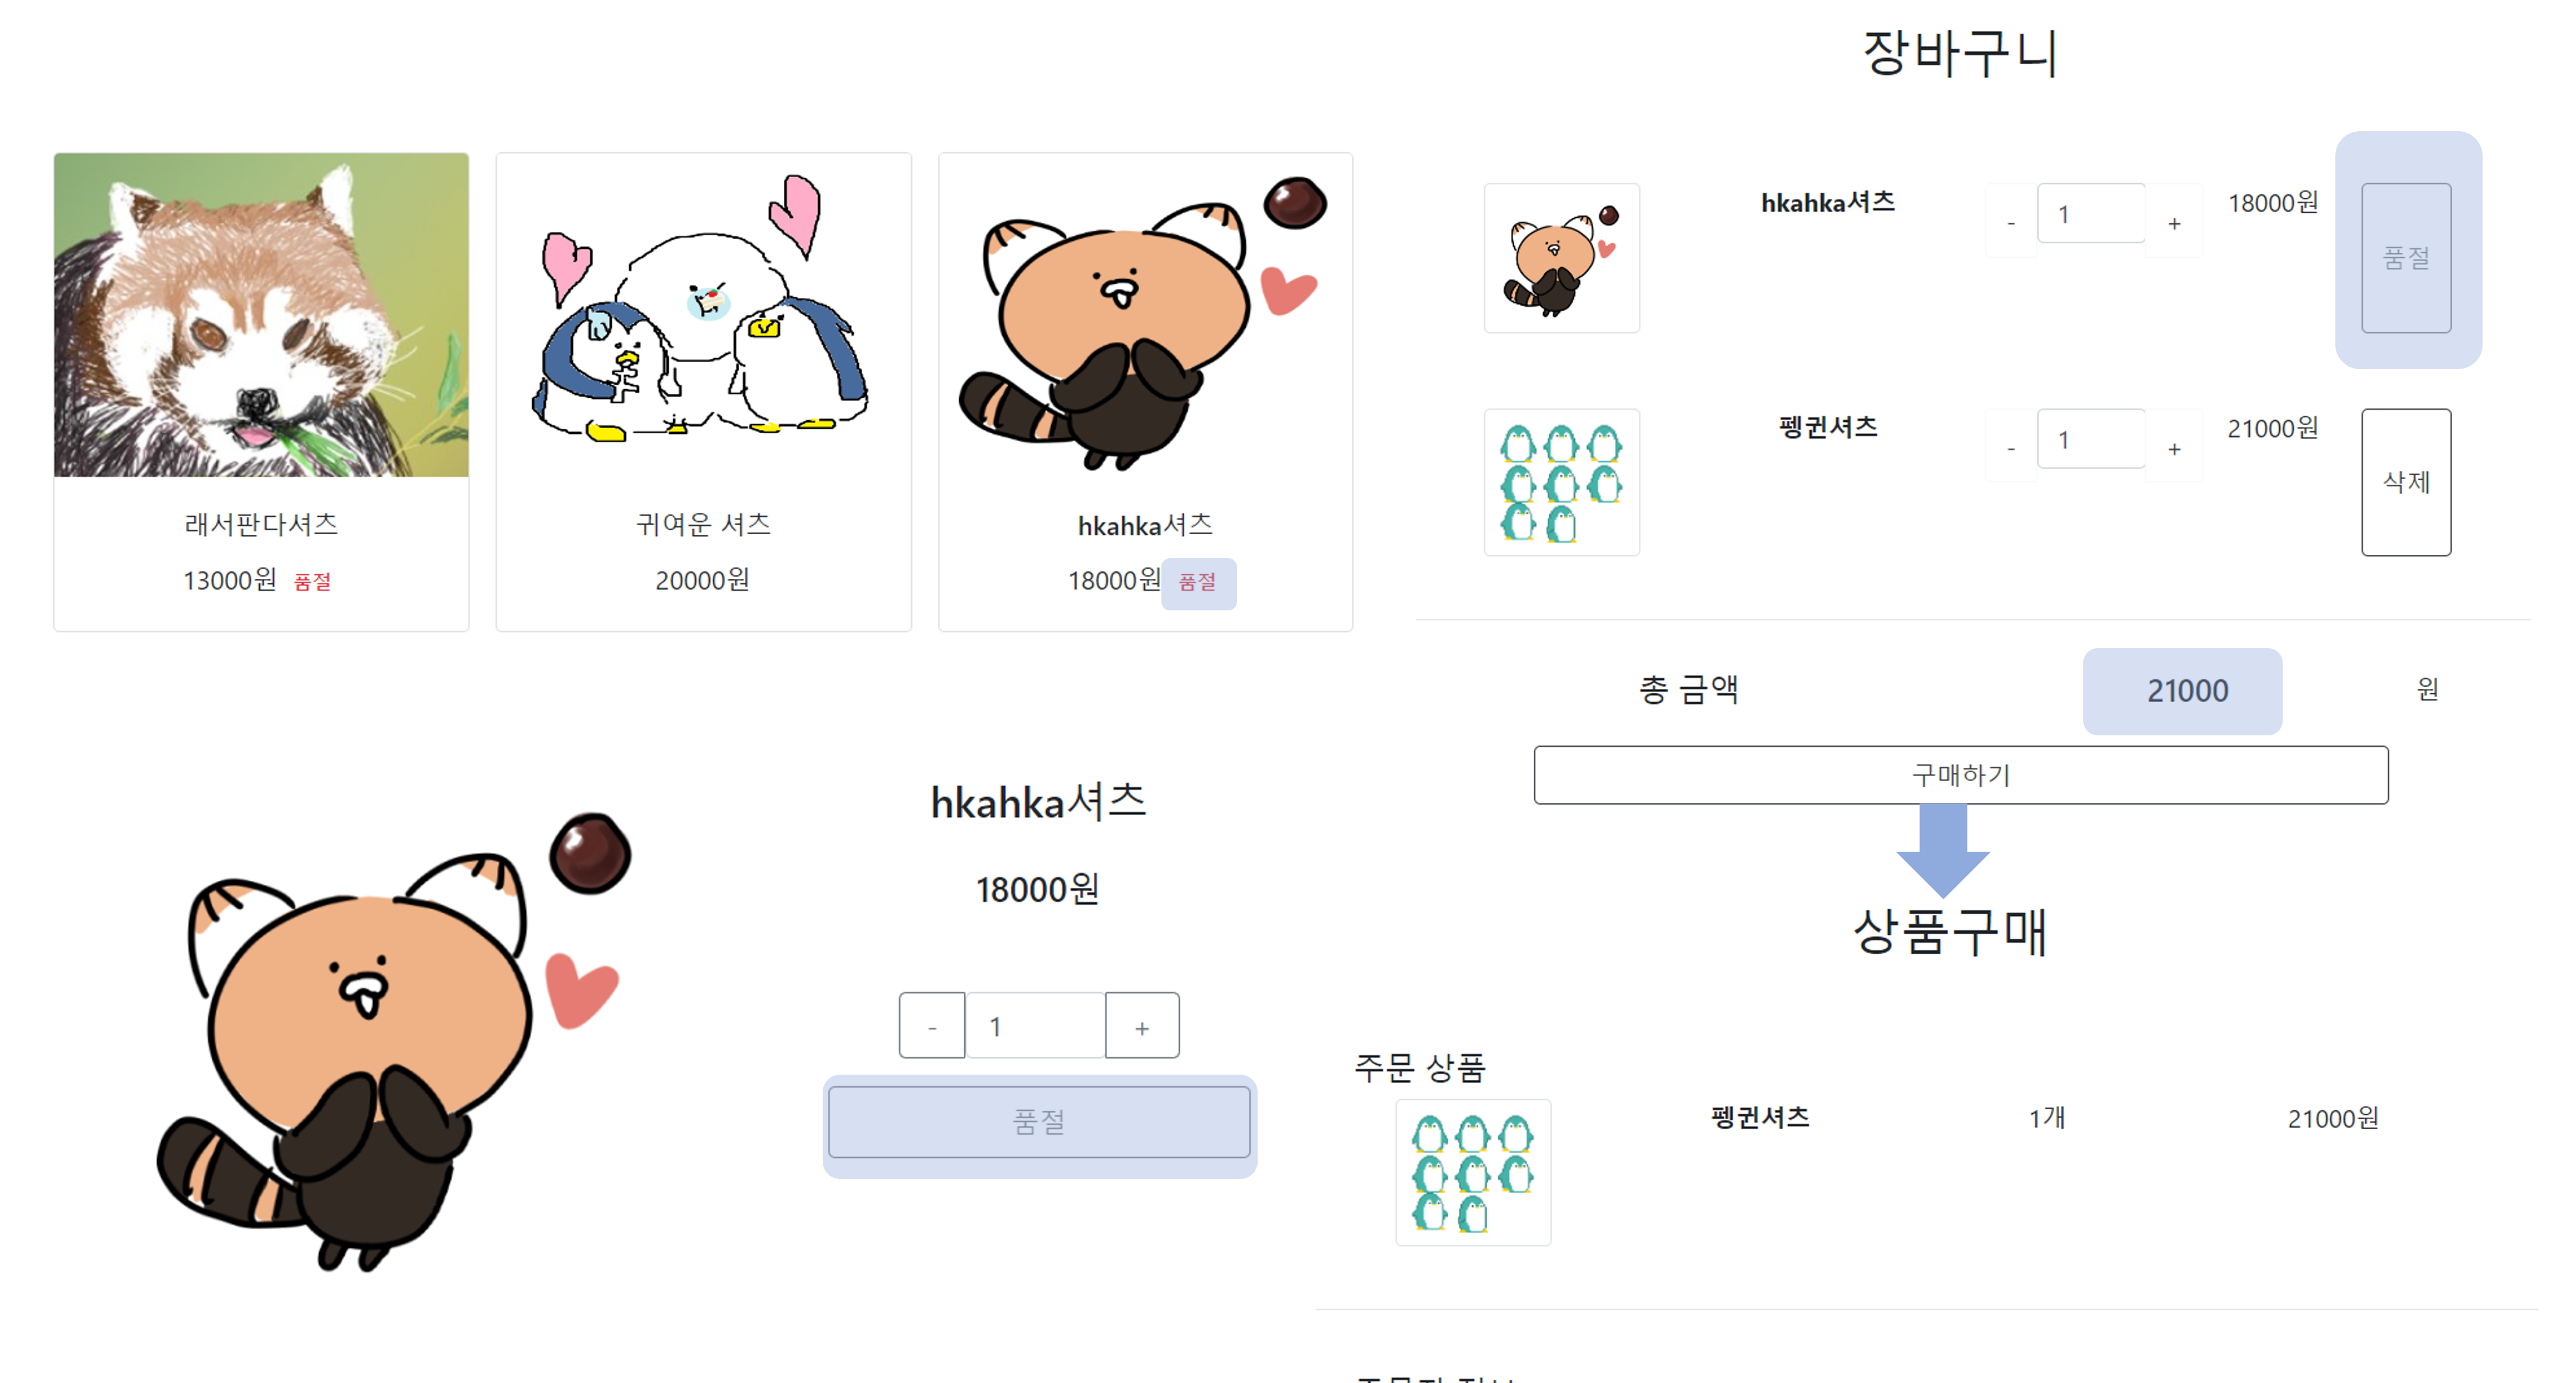 래서판다셔츠
13000원 품절
귀여운 셔츠
20000원
hkahka셔츠
18000원 품절
hkahka셔츠
18000원
- 1 +
품절
장바구니
hkahka셔츠 - 1 + 18000원 품절
펭귄셔츠 - 1 + 21000원 삭제
총 금액 21000 원
구매하기
상품구매
주문 상품
펭귄셔츠 1개 21000원